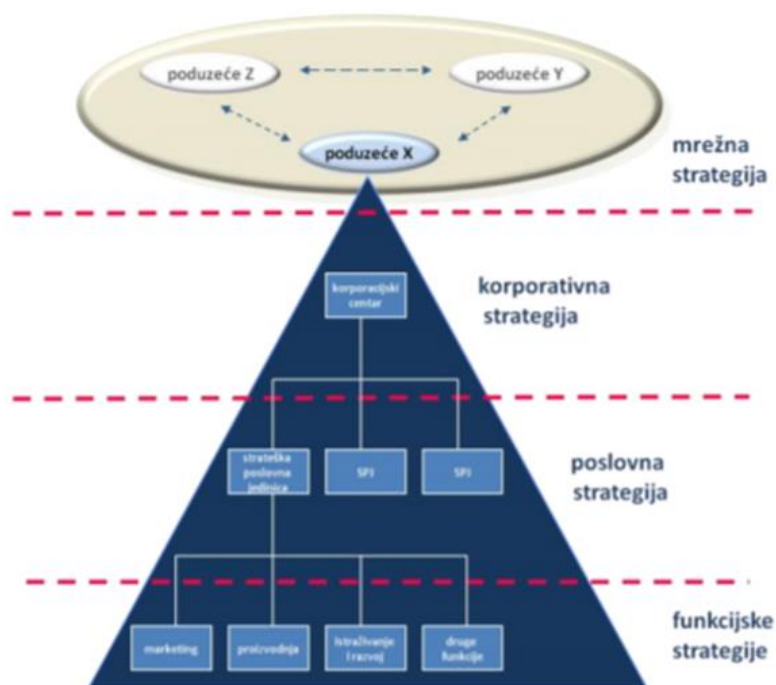 poduzeće Z
poduzeće Y
poduzeće X
mrežna
strategija
korporacijski
centar
korporativna
strategija
strateška
poslovna
jedinica
SPJ
SPJ
poslovna
strategija
marketing
proizvodnja
istraživanje
i razvoj
druge
funkcije
funkcijske
strategije